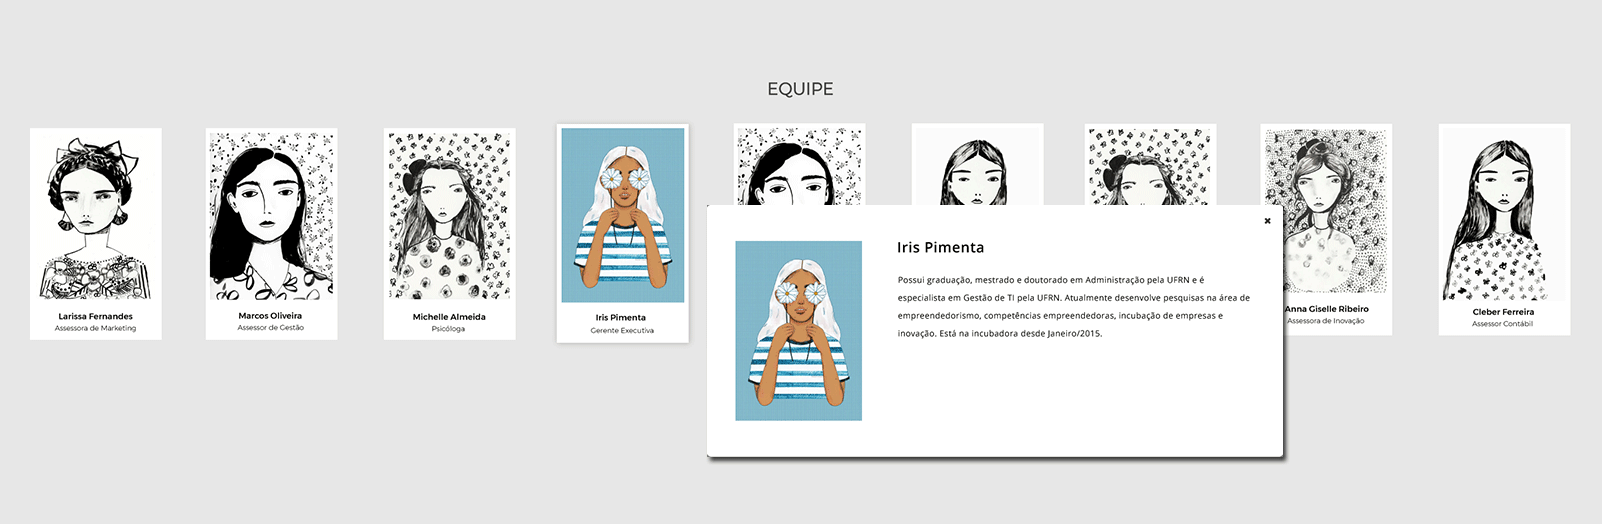 EQUIPE
Larissa Fernandes
Assessora de Marketing
Marcos Oliveira
Assessor de Gestão
Michelle Almeida
Psicóloga
Iris Pimenta
Gerente Executiva
Iris Pimenta
Possui graduação, mestrado e doutorado em Administração pela UFRN e é
especialista em Gestão de TI pela UFRN. Atualmente desenvolve pesquisas na área de
empreendedorismo, competências empreendedoras, incubação de empresas e
inovação. Está na incubadora desde Janeiro/2015.
Anna Giselle Ribeiro
Assessora de Inovação
Cleber Ferreira
Assessor Contábil